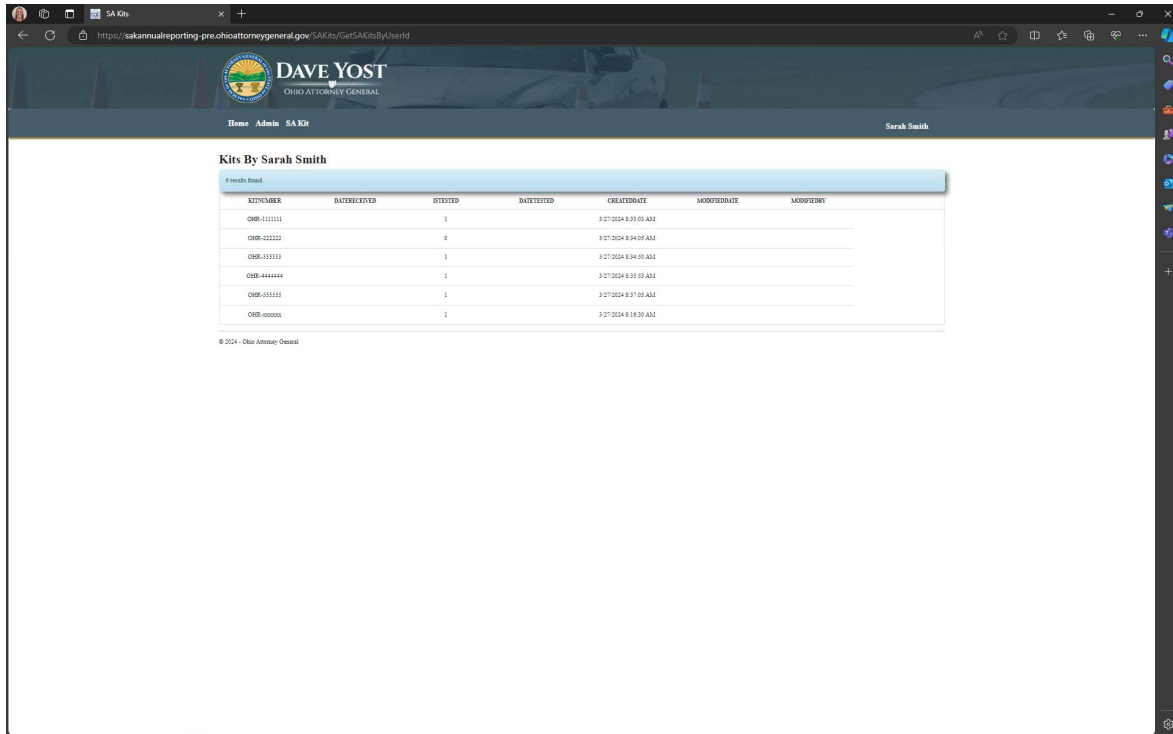 SA Kits
https://sakannualreporting-pre.ohioattorneygeneral.gov/SAKits/GetSAKitsByUserId
DAVE YOST
OHIO ATTORNEY GENERAL
Home Admin SA Kit
Sarah Smith
Kits By Sarah Smith
6 results found.
KITNUMBER DATERECEIVED ISTESTED DATETESTED CREATEDDATE MODIFIEDDATE MODIFIEDBY
OHR-1111111 1 3/27/2024 8:33:03 AM
OHR-222222 0 3/27/2024 8:34:05 AM
OHR-333333 1 3/27/2024 8:34:50 AM
OHR-4444444 1 3/27/2024 8:35:53 AM
OHR-555555 1 3/27/2024 8:37:05 AM
OHR-xxxxxx 1 3/27/2024 9:16:30 AM
© 2024 - Ohio Attorney General